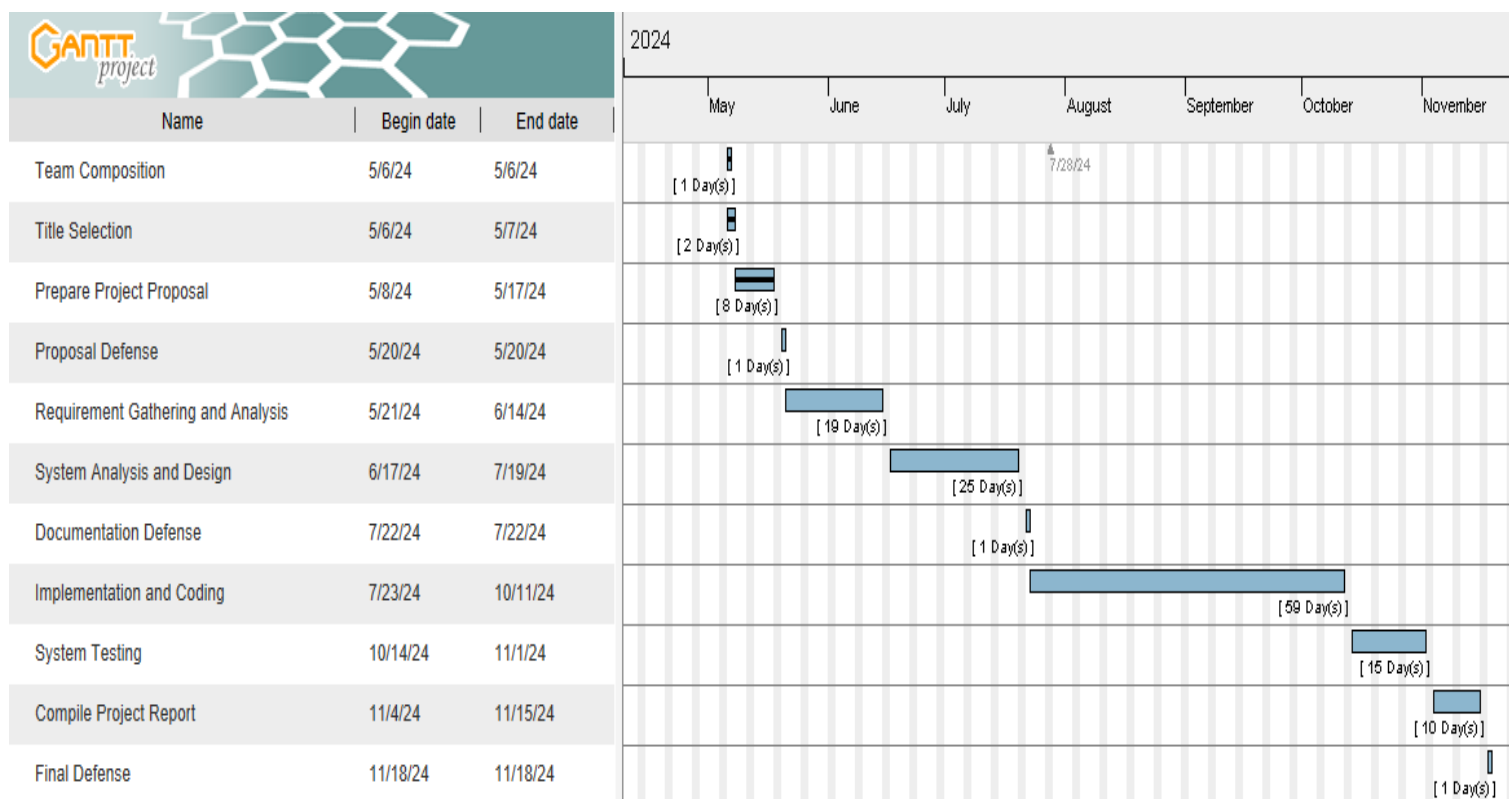 GANTT
project
2024
May June July August September October November
Name Begin date End date
Team Composition 5/6/24 5/6/24
7/28/24
[ 1 Day(s) ]
Title Selection 5/6/24 5/7/24
[ 2 Day(s) ]
Prepare Project Proposal 5/8/24 5/17/24
[ 8 Day(s) ]
Proposal Defense 5/20/24 5/20/24
[ 1 Day(s) ]
Requirement Gathering and Analysis 5/21/24 6/14/24
[ 19 Day(s) ]
System Analysis and Design 6/17/24 7/19/24
[ 25 Day(s) ]
Documentation Defense 7/22/24 7/22/24
[ 1 Day(s) ]
Implementation and Coding 7/23/24 10/11/24
[ 59 Day(s) ]
System Testing 10/14/24 11/1/24
[ 15 Day(s) ]
Compile Project Report 11/4/24 11/15/24
[ 10 Day(s) ]
Final Defense 11/18/24 11/18/24
[ 1 Day(s) ]